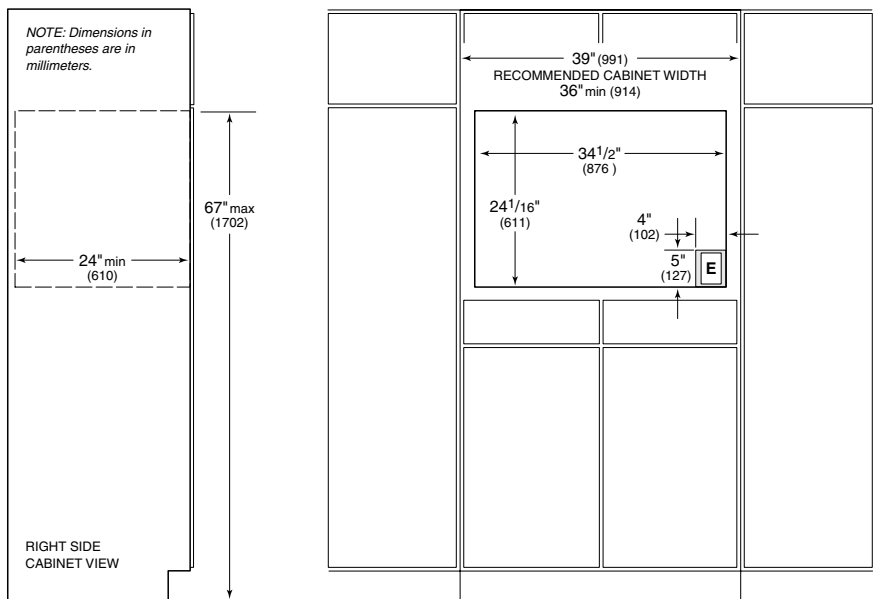 NOTE: Dimensions in
parentheses are in
millimeters.
24" min
(610)
67" max
(1702)
RIGHT SIDE
CABINET VIEW
39" (991)
RECOMMENDED CABINET WIDTH
36" min (914)
34 1/2"
(876 )
24 1/16"
(611)
4"
(102)
5"
(127)
E